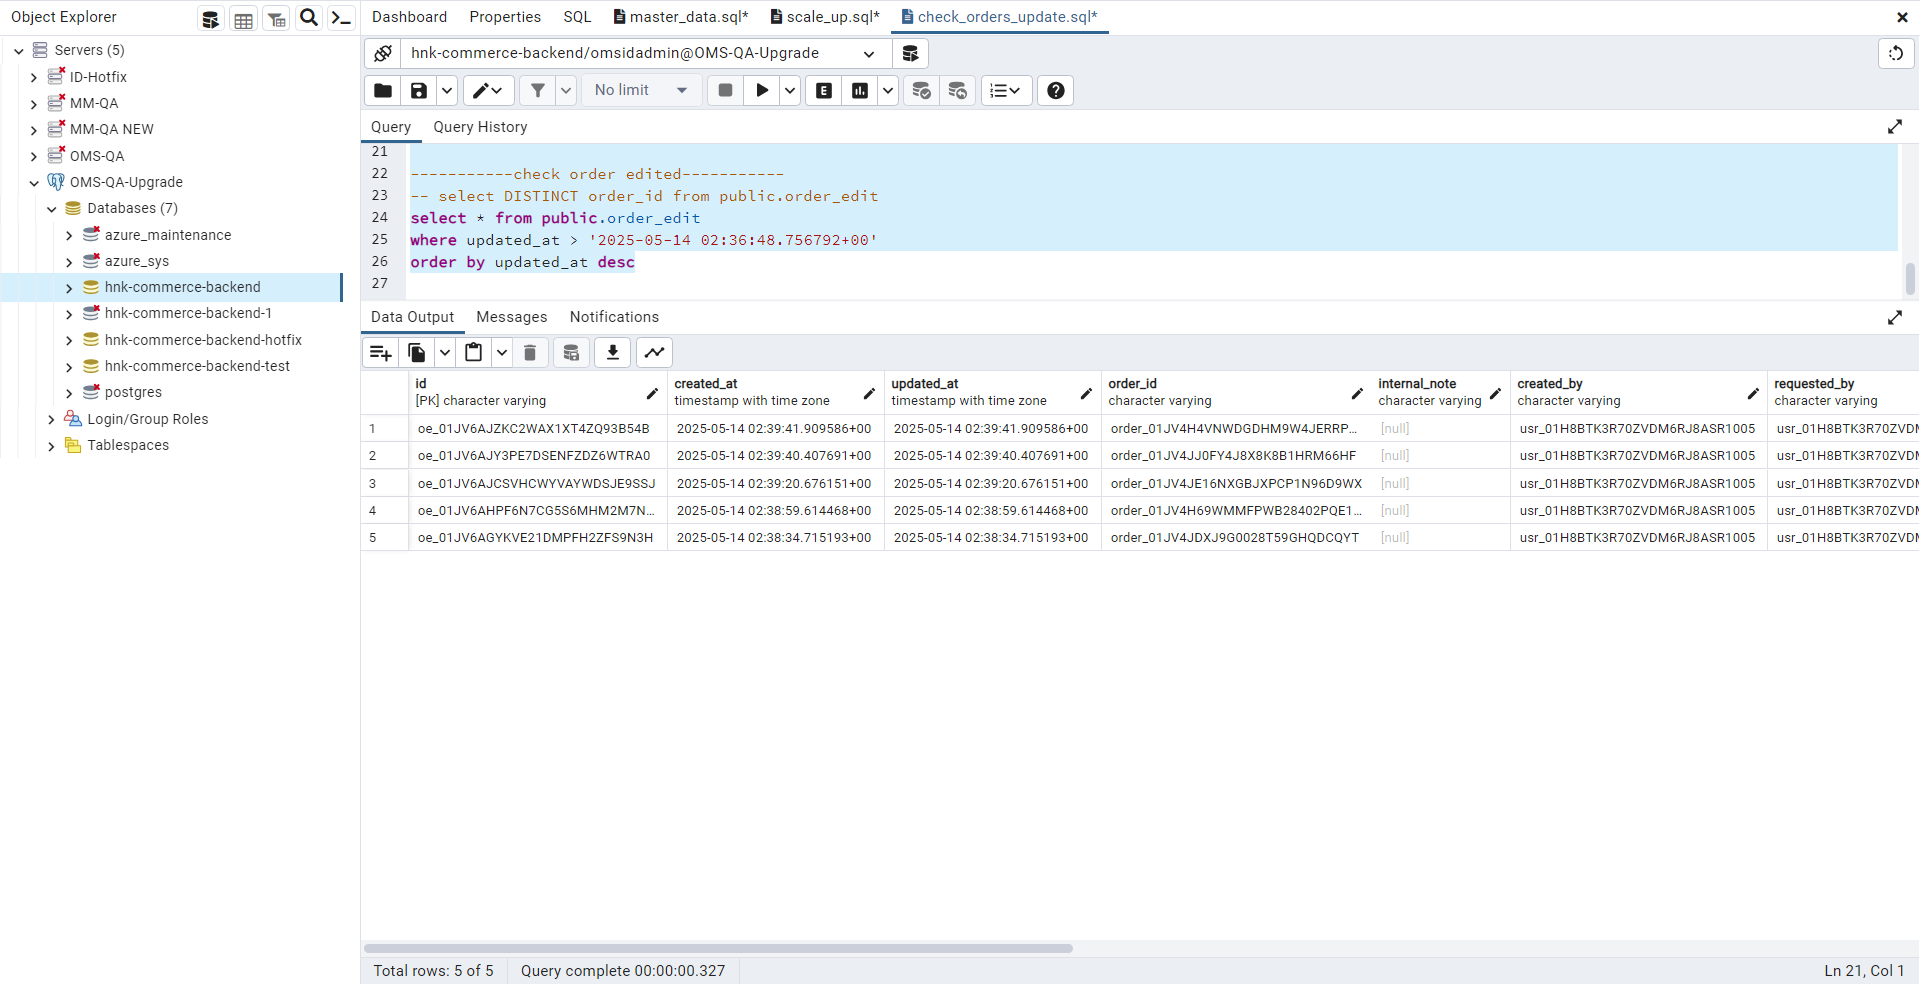 Object Explorer
Dashboard Properties SQL master_data.sql* scale_up.sql* check_orders_update.sql*
Servers (5)
ID-Hotfix
MM-QA
MM-QA NEW
OMS-QA
OMS-QA-Upgrade
Databases (7)
azure_maintenance
azure_sys
hnk-commerce-backend
hnk-commerce-backend-1
hnk-commerce-backend-hotfix
hnk-commerce-backend-test
postgres
Login/Group Roles
Tablespaces
hnk-commerce-backend/omsidadmin@OMS-QA-Upgrade
No limit
E
Query Query History
21
22 -----------check order edited-----------
23 -- select DISTINCT order_id from public.order_edit
24 select * from public.order_edit
25 where updated_at > '2025-05-14 02:36:48.756792+00'
26 order by updated_at desc
27
Data Output Messages Notifications
id created_at updated_at order_id internal_note created_by requested_by
[PK] character varying timestamp with time zone timestamp with time zone character varying character varying character varying character varying
1 oe_01JV6AJZKC2WAX1XT4ZQ93B54B 2025-05-14 02:39:41.909586+00 2025-05-14 02:39:41.909586+00 order_01JV4H4VNWDGDHM9W4JERRP… [null] usr_01H8BTK3R70ZVDM6RJ8ASR1005 usr_01H8BTK3R70ZVDM
2 oe_01JV6AJY3PE7DSENFZDZ6WTRA0 2025-05-14 02:39:40.407691+00 2025-05-14 02:39:40.407691+00 order_01JV4JJ0FY4J8X8K8B1HRM66HF [null] usr_01H8BTK3R70ZVDM6RJ8ASR1005 usr_01H8BTK3R70ZVDM
3 oe_01JV6AJCSVHCWYVAYWDSJE9SSJ 2025-05-14 02:39:20.676151+00 2025-05-14 02:39:20.676151+00 order_01JV4JE16NXGBJXPCP1N96D9WX [null] usr_01H8BTK3R70ZVDM6RJ8ASR1005 usr_01H8BTK3R70ZVDM
4 oe_01JV6AHPF6N7CG5S6MHM2M7N… 2025-05-14 02:38:59.614468+00 2025-05-14 02:38:59.614468+00 order_01JV4H69WMMFPWB28402PQE1… [null] usr_01H8BTK3R70ZVDM6RJ8ASR1005 usr_01H8BTK3R70ZVDM
5 oe_01JV6AGYKVE21DMPFH2ZFS9N3H 2025-05-14 02:38:34.715193+00 2025-05-14 02:38:34.715193+00 order_01JV4JDXJ9G0028T59GHQDCQYT [null] usr_01H8BTK3R70ZVDM6RJ8ASR1005 usr_01H8BTK3R70ZVDM
Total rows: 5 of 5 Query complete 00:00:00.327 Ln 21, Col 1